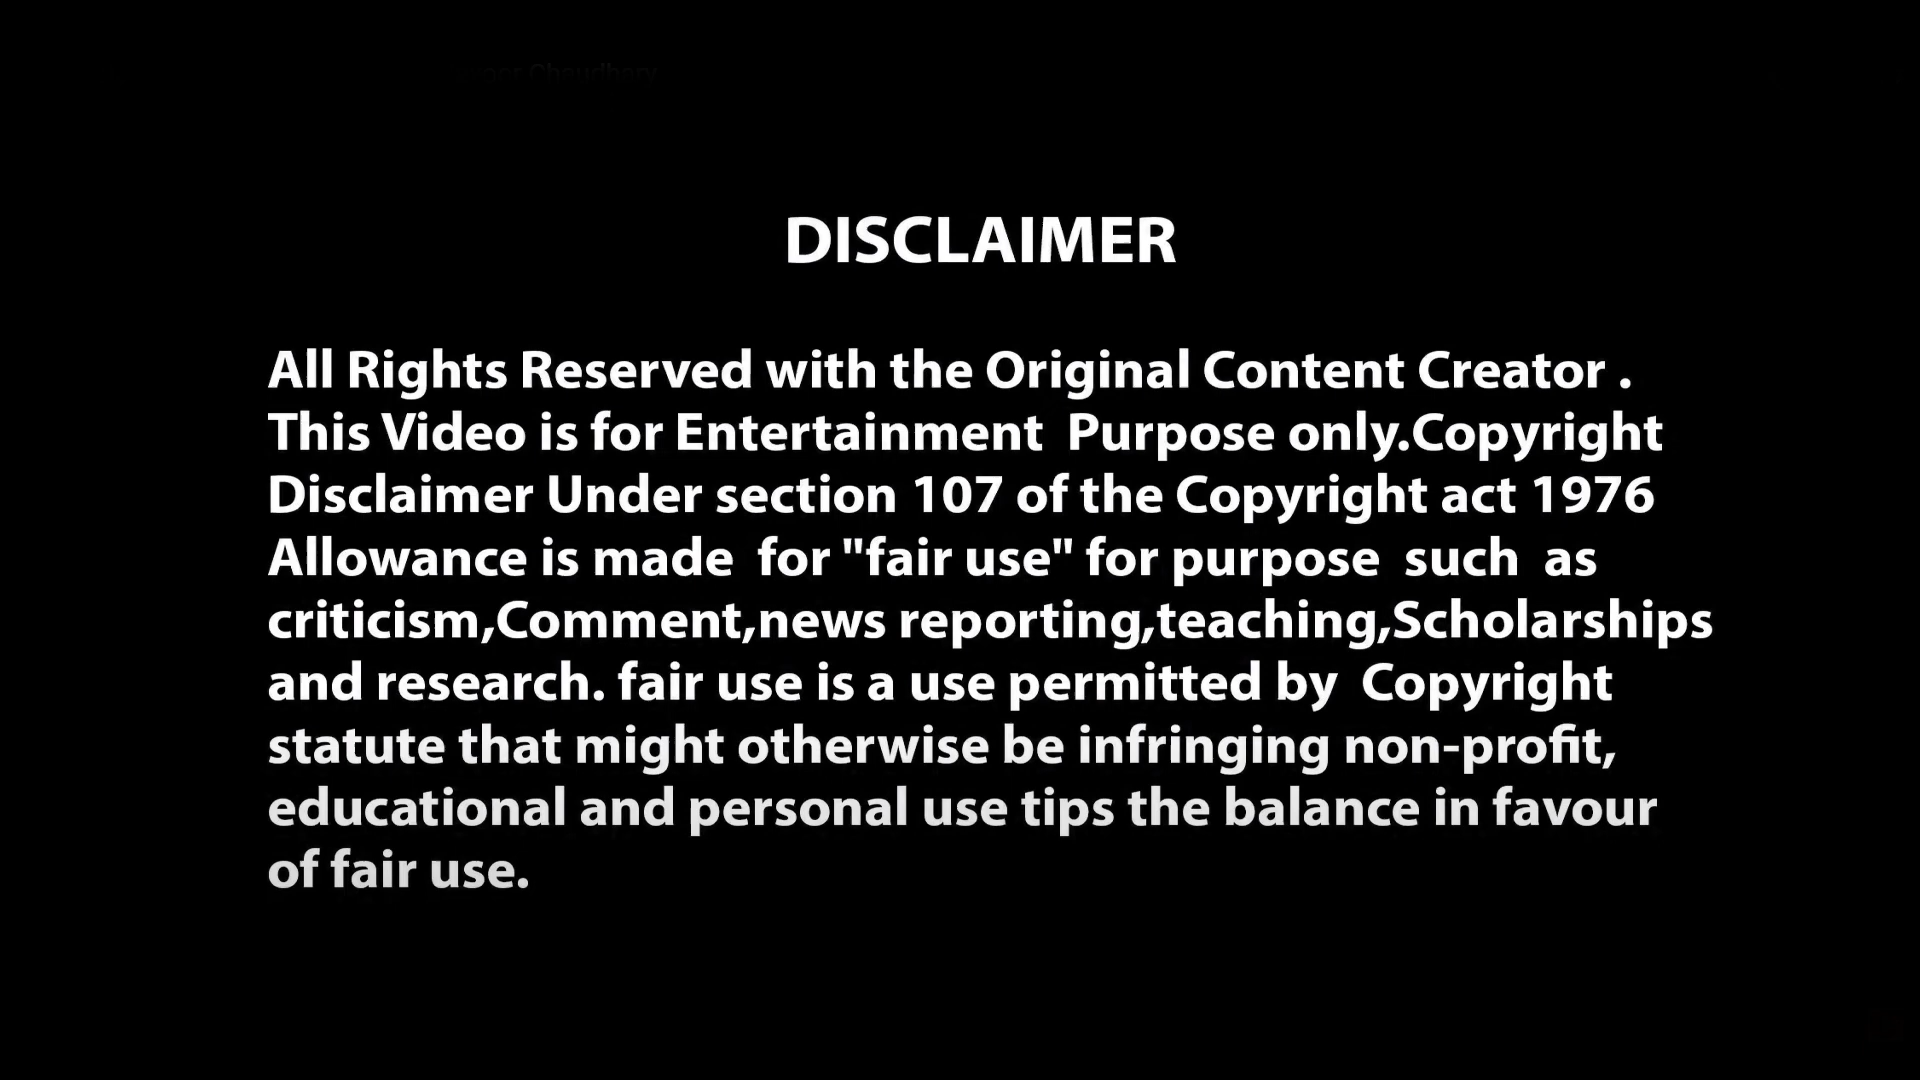 DISCLAIMER
All Rights Reserved with the Original Content Creator .
This Video is for Entertainment  Purpose only.Copyright
Disclaimer Under section 107 of the Copyright act 1976
Allowance is made  for "fair use" for purpose  such  as
criticism,Comment,news reporting,teaching,Scholarships
and research. fair use is a use permitted by  Copyright
statute that might otherwise be infringing non-profit,
educational and personal use tips the balance in favour
of fair use.